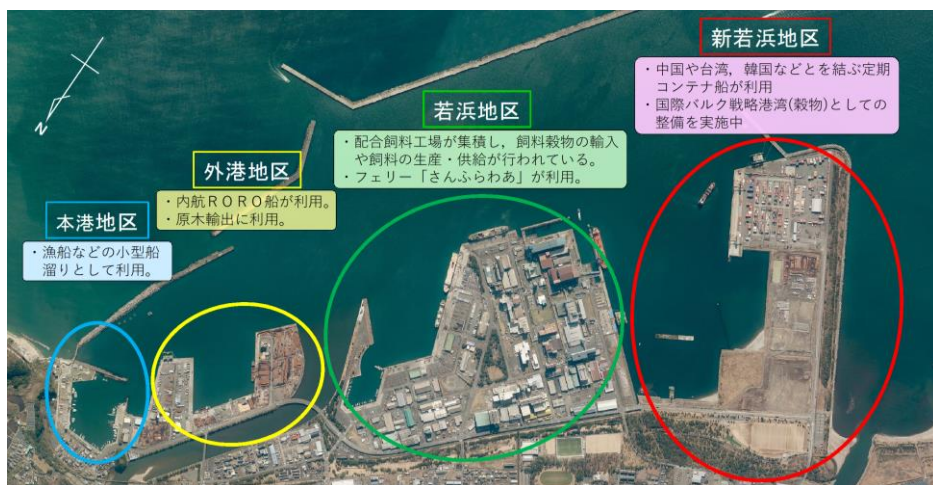 新若浜地区
・中国や台湾，韓国などとを結ぶ定期
コンテナ船が利用
・国際バルク戦略港湾(穀物)としての
整備を実施中
若浜地区
・配合飼料工場が集積し，飼料穀物の輸入
や飼料の生産・供給が行われている。
・フェリー「さんふらわあ」が利用。
外港地区
・内航ＲＯＲＯ船が利用。
・原木輸出に利用。
本港地区
・漁船などの小型船
溜りとして利用。
N